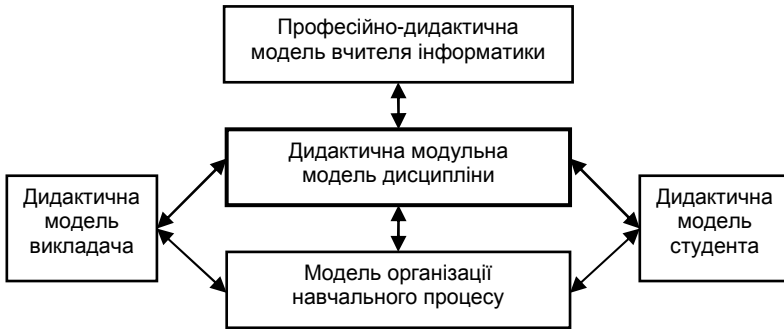 Професійно-дидактична
модель вчителя інформатики
Дидактична модульна
модель дисципліни
Дидактична
модель
викладача
Дидактична
модель
студента
Модель організації
навчального процесу